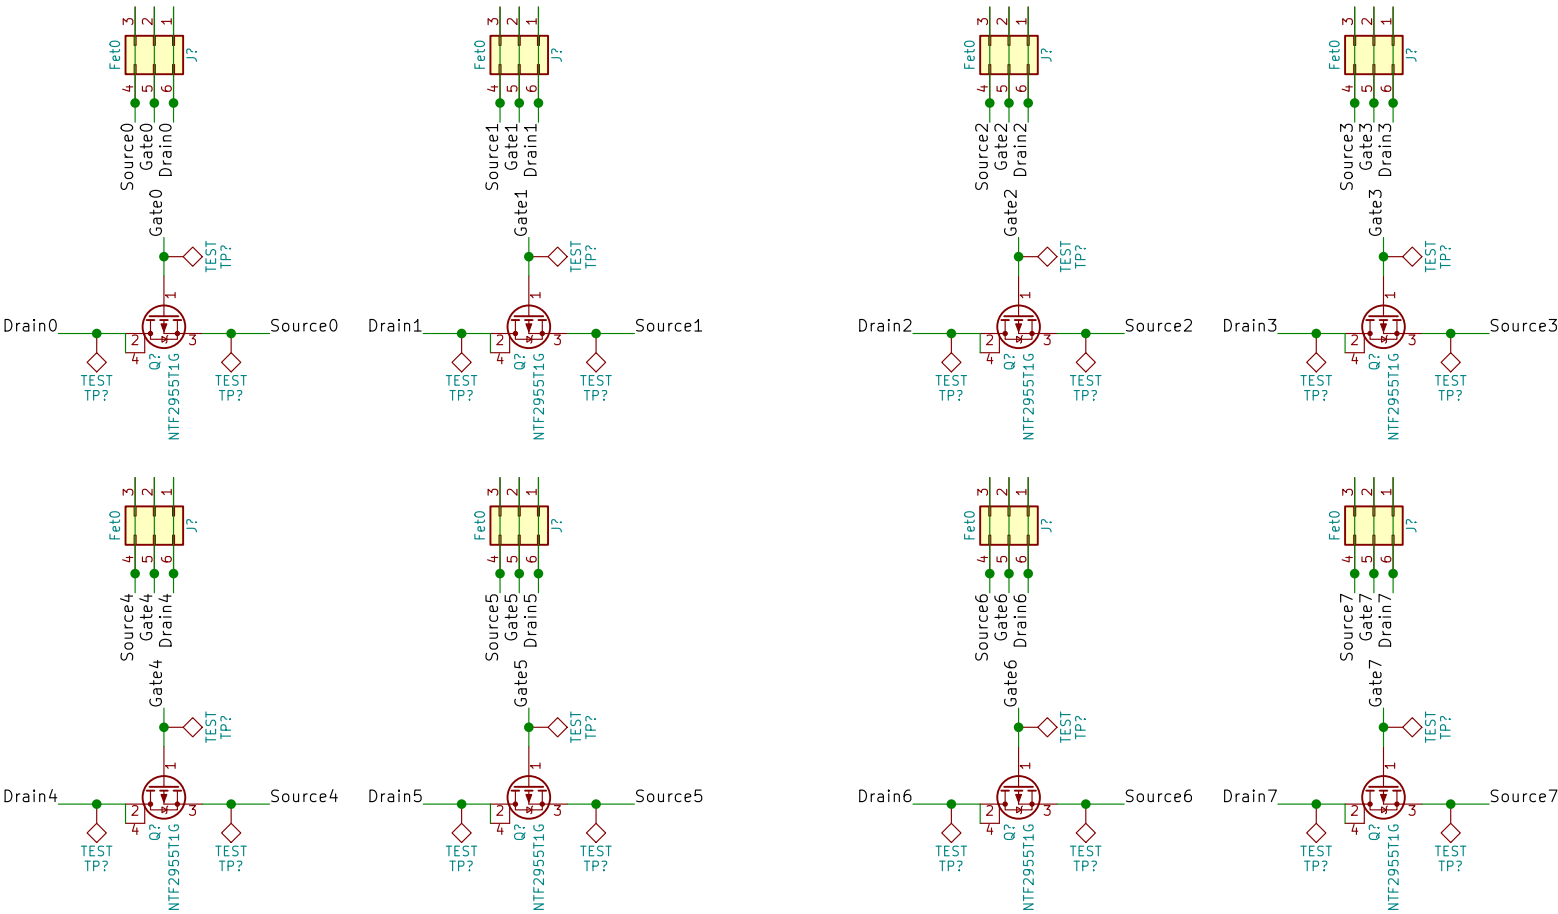 3 2 1
Fet0 J?
4 5 6
Source0 Gate0 Drain0
Gate0
TEST
TP?
1
Drain0 2 3 Source0
4
Q?
NTF2955T1G
TEST
TP?
TEST
TP?
3 2 1
Fet0 J?
4 5 6
Source1 Gate1 Drain1
Gate1
TEST
TP?
1
Drain1 2 3 Source1
4
Q?
NTF2955T1G
TEST
TP?
TEST
TP?
3 2 1
Fet0 J?
4 5 6
Source2 Gate2 Drain2
Gate2
TEST
TP?
1
Drain2 2 3 Source2
4
Q?
NTF2955T1G
TEST
TP?
TEST
TP?
3 2 1
Fet0 J?
4 5 6
Source3 Gate3 Drain3
Gate3
TEST
TP?
1
Drain3 2 3 Source3
4
Q?
NTF2955T1G
TEST
TP?
TEST
TP?
3 2 1
Fet0 J?
4 5 6
Source4 Gate4 Drain4
Gate4
TEST
TP?
1
Drain4 2 3 Source4
4
Q?
NTF2955T1G
TEST
TP?
TEST
TP?
3 2 1
Fet0 J?
4 5 6
Source5 Gate5 Drain5
Gate5
TEST
TP?
1
Drain5 2 3 Source5
4
Q?
NTF2955T1G
TEST
TP?
TEST
TP?
3 2 1
Fet0 J?
4 5 6
Source6 Gate6 Drain6
Gate6
TEST
TP?
1
Drain6 2 3 Source6
4
Q?
NTF2955T1G
TEST
TP?
TEST
TP?
3 2 1
Fet0 J?
4 5 6
Source7 Gate7 Drain7
Gate7
TEST
TP?
1
Drain7 2 3 Source7
4
Q?
NTF2955T1G
TEST
TP?
TEST
TP?